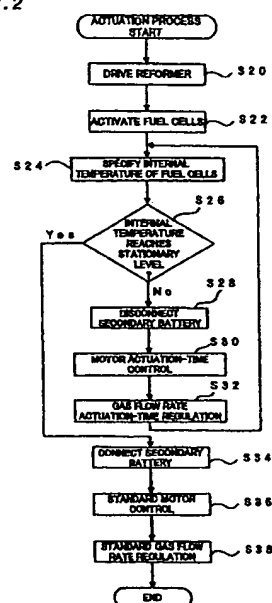 .2
ACTUATION PROCESS
START
DRIVE REFORMER
S20
ACTIVATE FUEL CELLS
S22
S24
SPECIFY INTERNAL
TEMPERATURE OF FUEL CELLS
S26
INTERNAL
TEMPERATURE
REACHES
STATIONARY
LEVEL
Yes
No
S28
DISCONNECT
SECONDARY BATTERY
S30
MOTOR ACTUATION-TIME
CONTROL
S32
GAS FLOW RATE
ACTUATION-TIME REGULATION
CONNECT SECONDARY
BATTERY
S34
STANDARD MOTOR
CONTROL
S36
STANDARD GAS FLOW
RATE REGULATION
S38
END